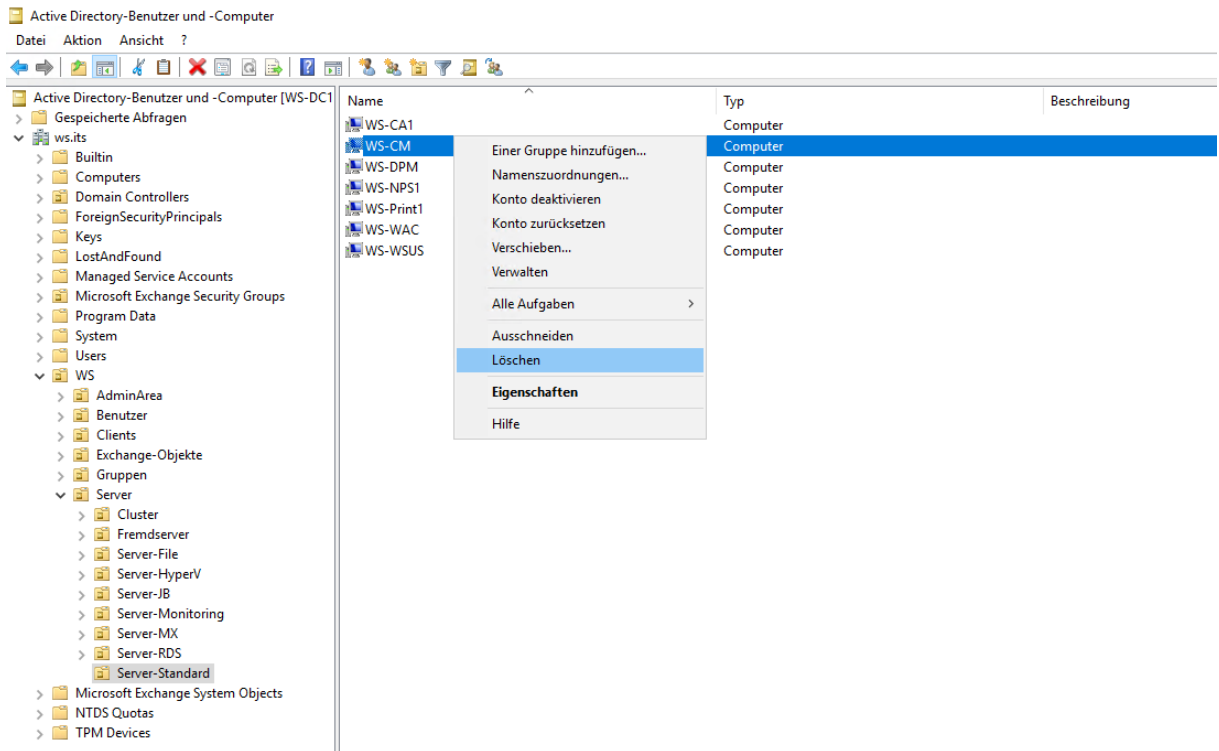 Active Directory-Benutzer und -Computer
Datei Aktion Ansicht ?
Active Directory-Benutzer und -Computer [WS-DC1
Gespeicherte Abfragen
ws.its
Builtin
Computers
Domain Controllers
ForeignSecurityPrincipals
Keys
LostAndFound
Managed Service Accounts
Microsoft Exchange Security Groups
Program Data
System
Users
WS
AdminArea
Benutzer
Clients
Exchange-Objekte
Gruppen
Server
Cluster
Fremdserver
Server-File
Server-HyperV
Server-JB
Server-Monitoring
Server-MX
Server-RDS
Server-Standard
Microsoft Exchange System Objects
NTDS Quotas
TPM Devices
Name Typ Beschreibung
WS-CA1 Computer
WS-CM Computer
WS-DPM Computer
WS-NPS1 Computer
WS-Print1 Computer
WS-WAC Computer
WS-WSUS Computer
Einer Gruppe hinzufügen...
Namenszuordnungen...
Konto deaktivieren
Konto zurücksetzen
Verschieben...
Verwalten
Alle Aufgaben
Ausschneiden
Löschen
Eigenschaften
Hilfe